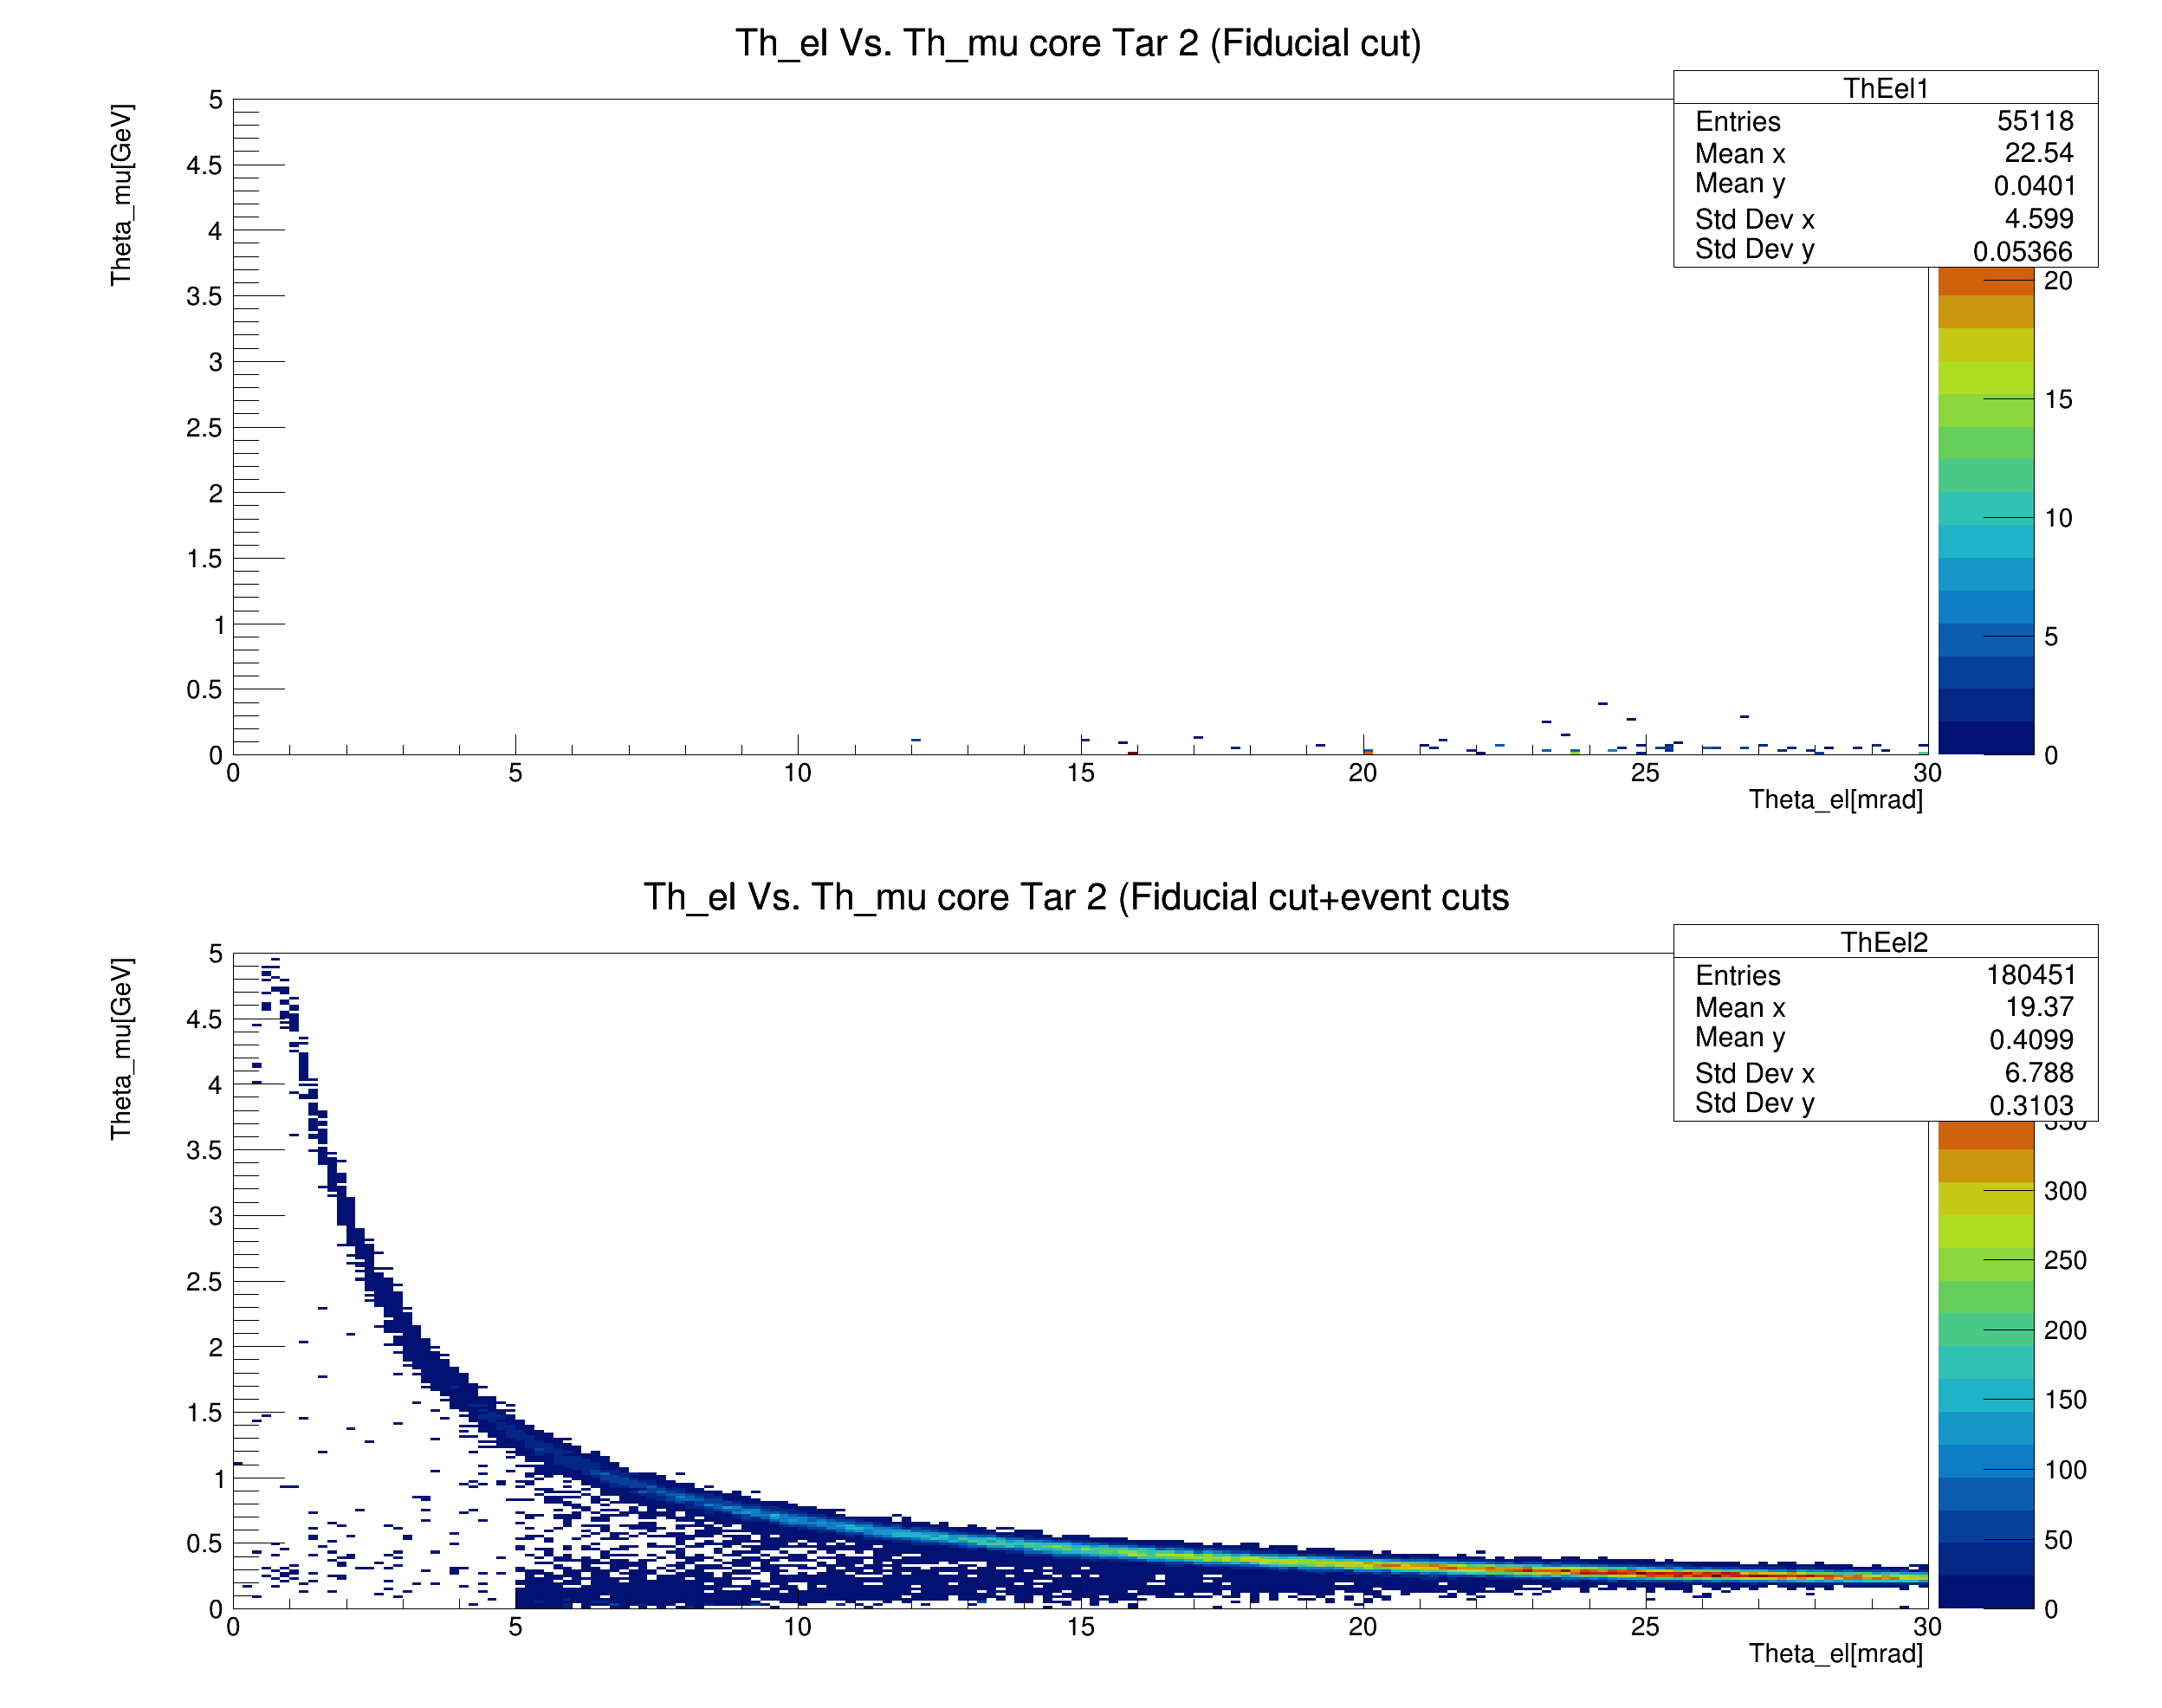 Th_el Vs. Th_mu core Tar 2 (Fiducial cut)
ThEel1
Entries 55118
Mean x 22.54
Mean y 0.0401
Std Dev x 4.599
Std Dev y 0.05366
Theta_mu[GeV]
5
4.5
4
3.5
3
2.5
2
1.5
1
0.5
0
20
15
10
5
0
0 5 10 15 20 25 30
Theta_el[mrad]
Th_el Vs. Th_mu core Tar 2 (Fiducial cut+event cuts
ThEel2
Entries 180451
Mean x 19.37
Mean y 0.4099
Std Dev x 6.788
Std Dev y 0.3103
Theta_mu[GeV]
5
4.5
4
3.5
3
2.5
2
1.5
1
0.5
0
350
300
250
200
150
100
50
0
0 5 10 15 20 25 30
Theta_el[mrad]